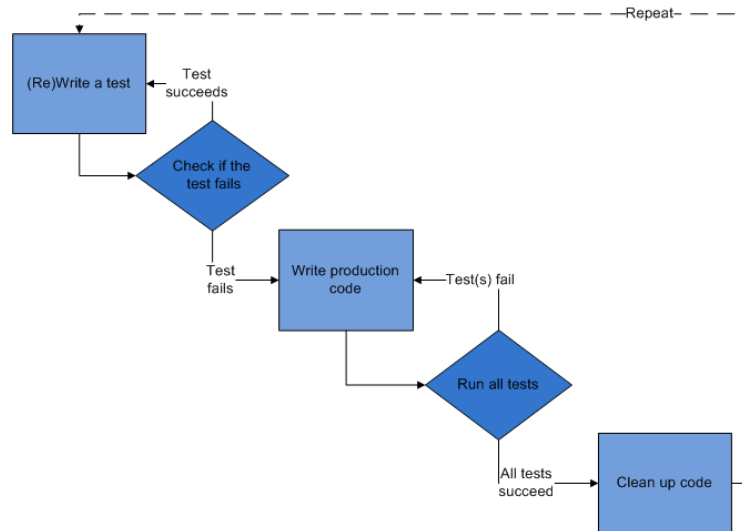 Repeat
(Re)Write a test
Test
succeeds
Check if the
test fails
Test
fails
Write production
code
Test(s) fail
Run all tests
All tests
succeed
Clean up code